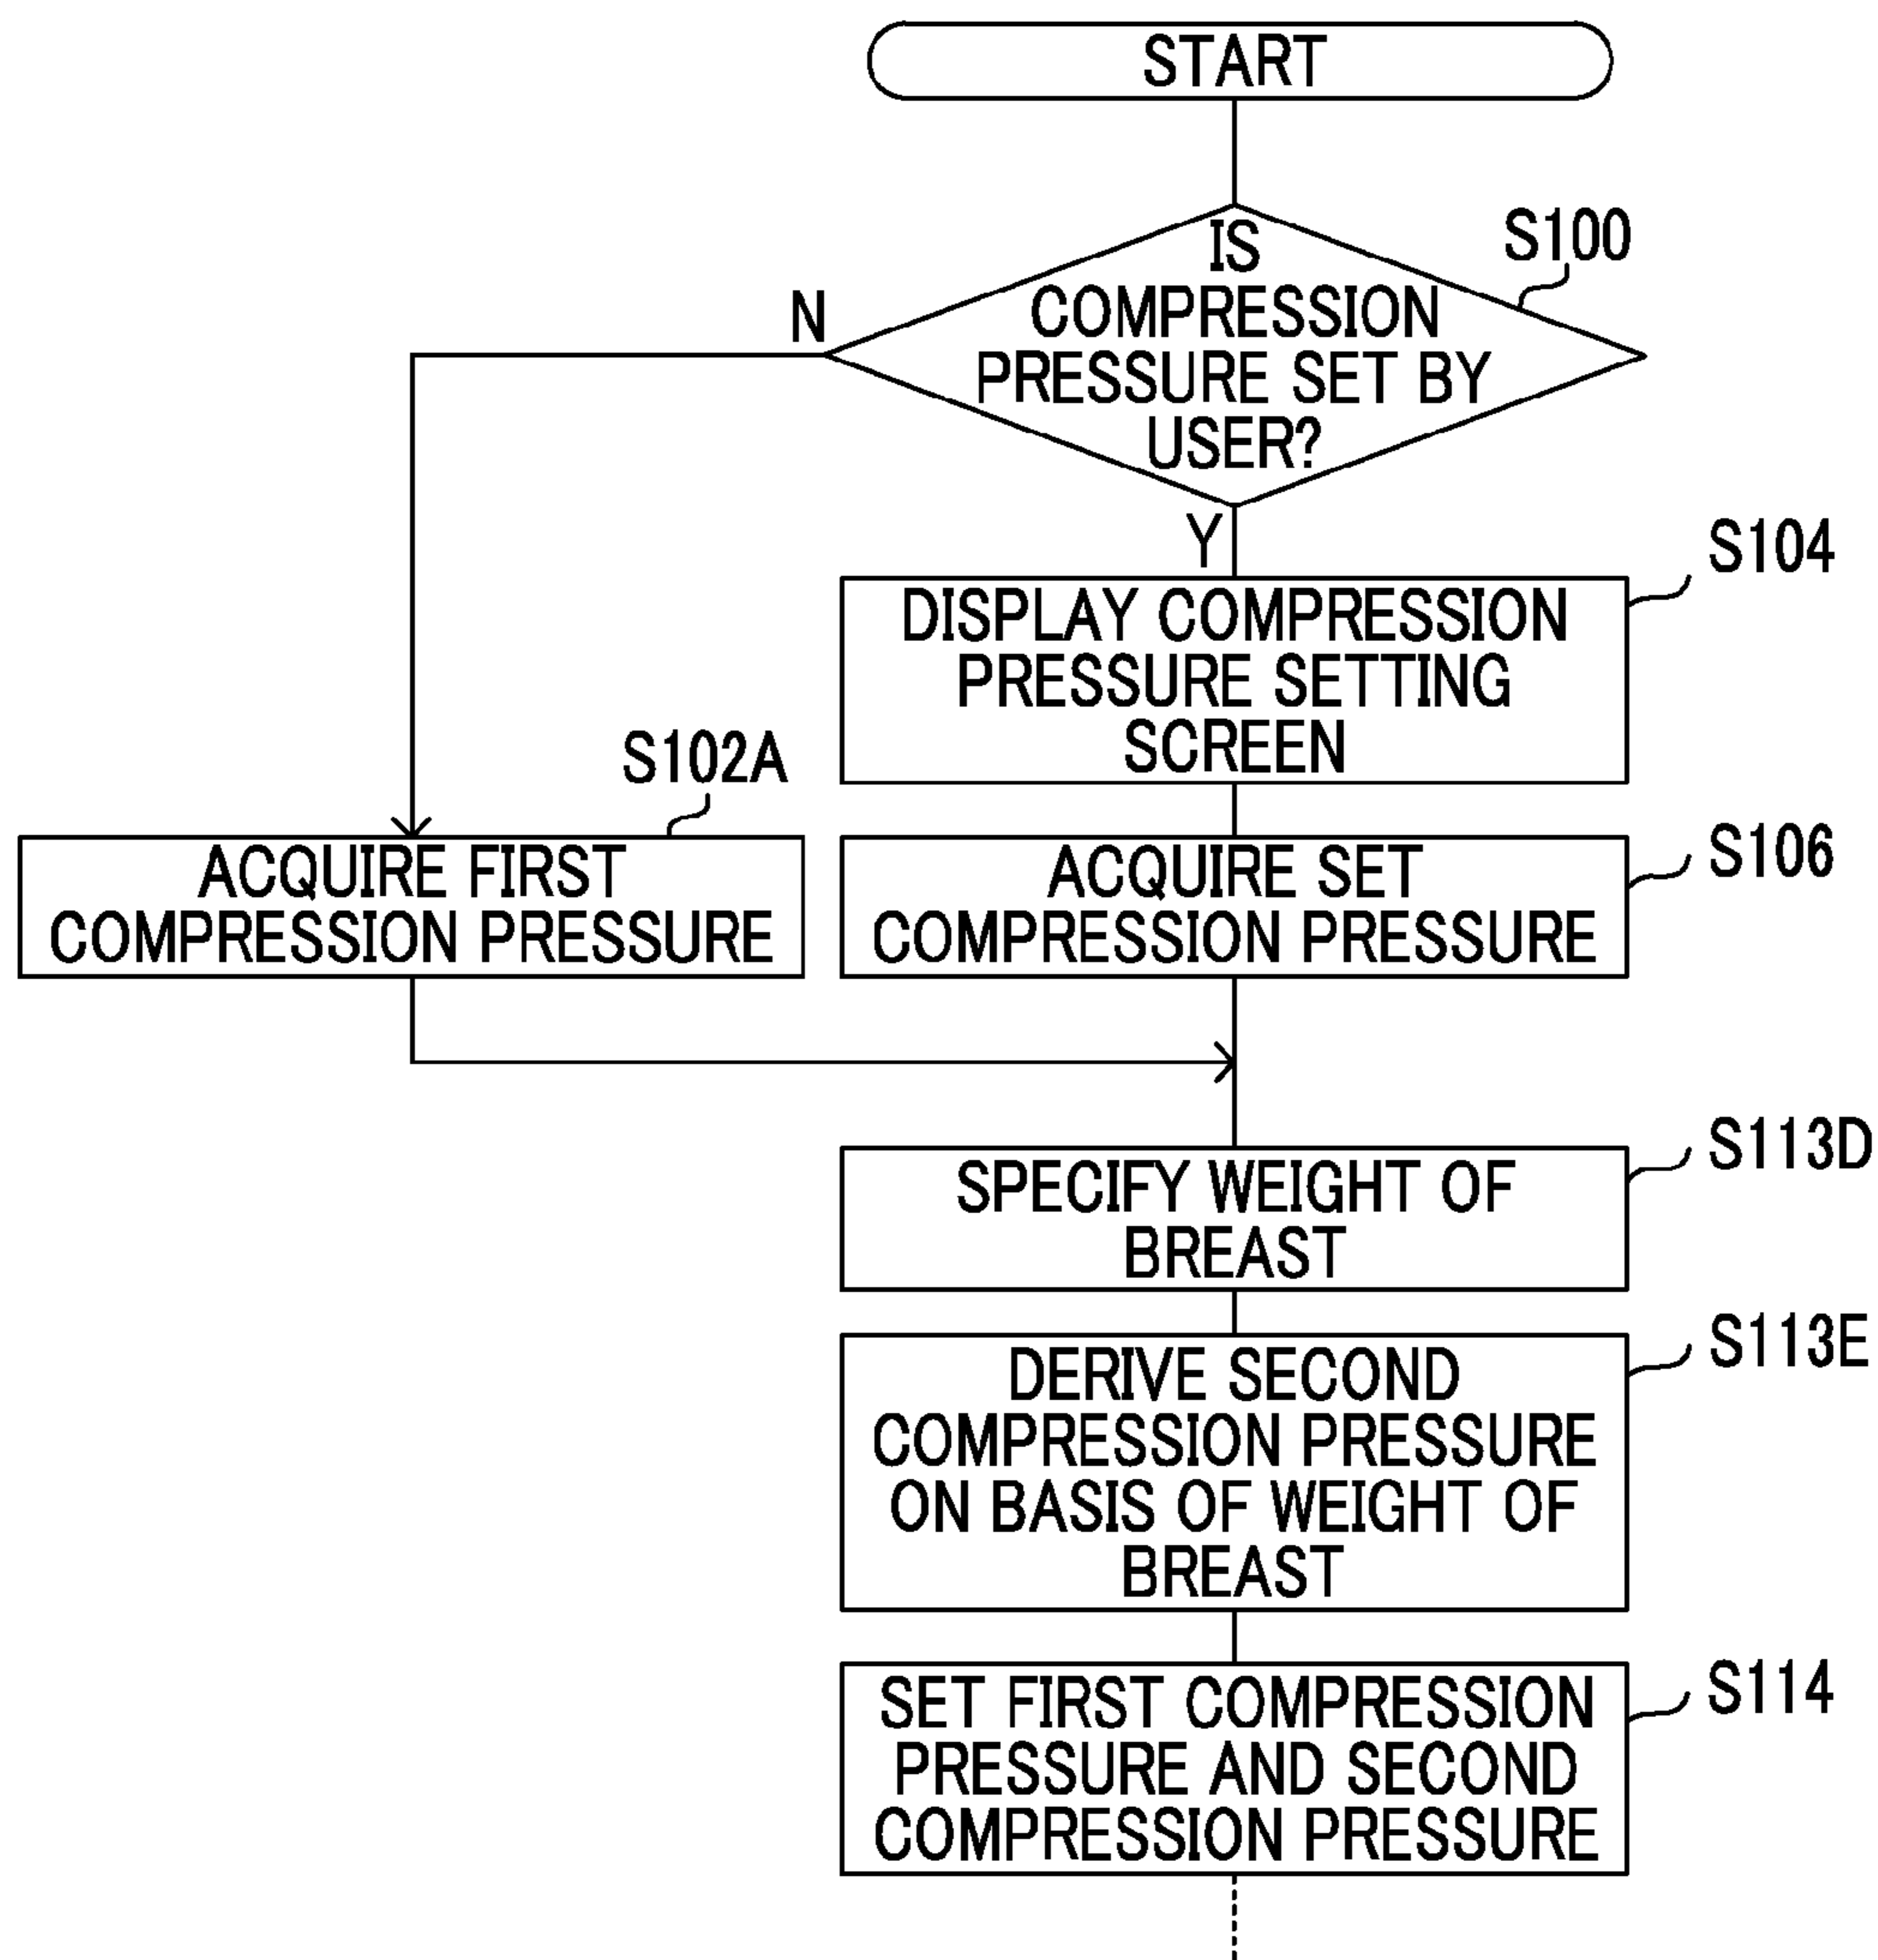 START
IS
COMPRESSION
PRESSURE SET BY
USER?
S100
N
Y
DISPLAY COMPRESSION
PRESSURE SETTING
SCREEN
S104
S102A
ACQUIRE FIRST
COMPRESSION PRESSURE
ACQUIRE SET
COMPRESSION PRESSURE
S106
SPECIFY WEIGHT OF
BREAST
S113D
DERIVE SECOND
COMPRESSION PRESSURE
ON BASIS OF WEIGHT OF
BREAST
S113E
SET FIRST COMPRESSION
PRESSURE AND SECOND
COMPRESSION PRESSURE
S114